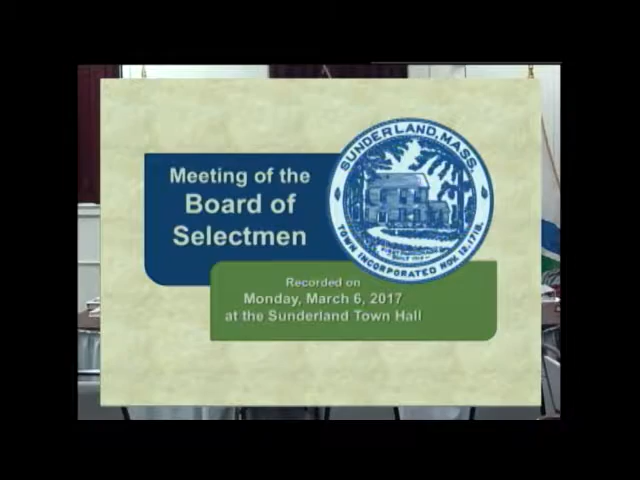 Meeting of the
Board of
Selectmen
SUNDERLAND, MASS.
TOWN INCORPORATED NOV. 12, 1718.
Recorded on
Monday, March 6, 2017
at the Sunderland Town Hall